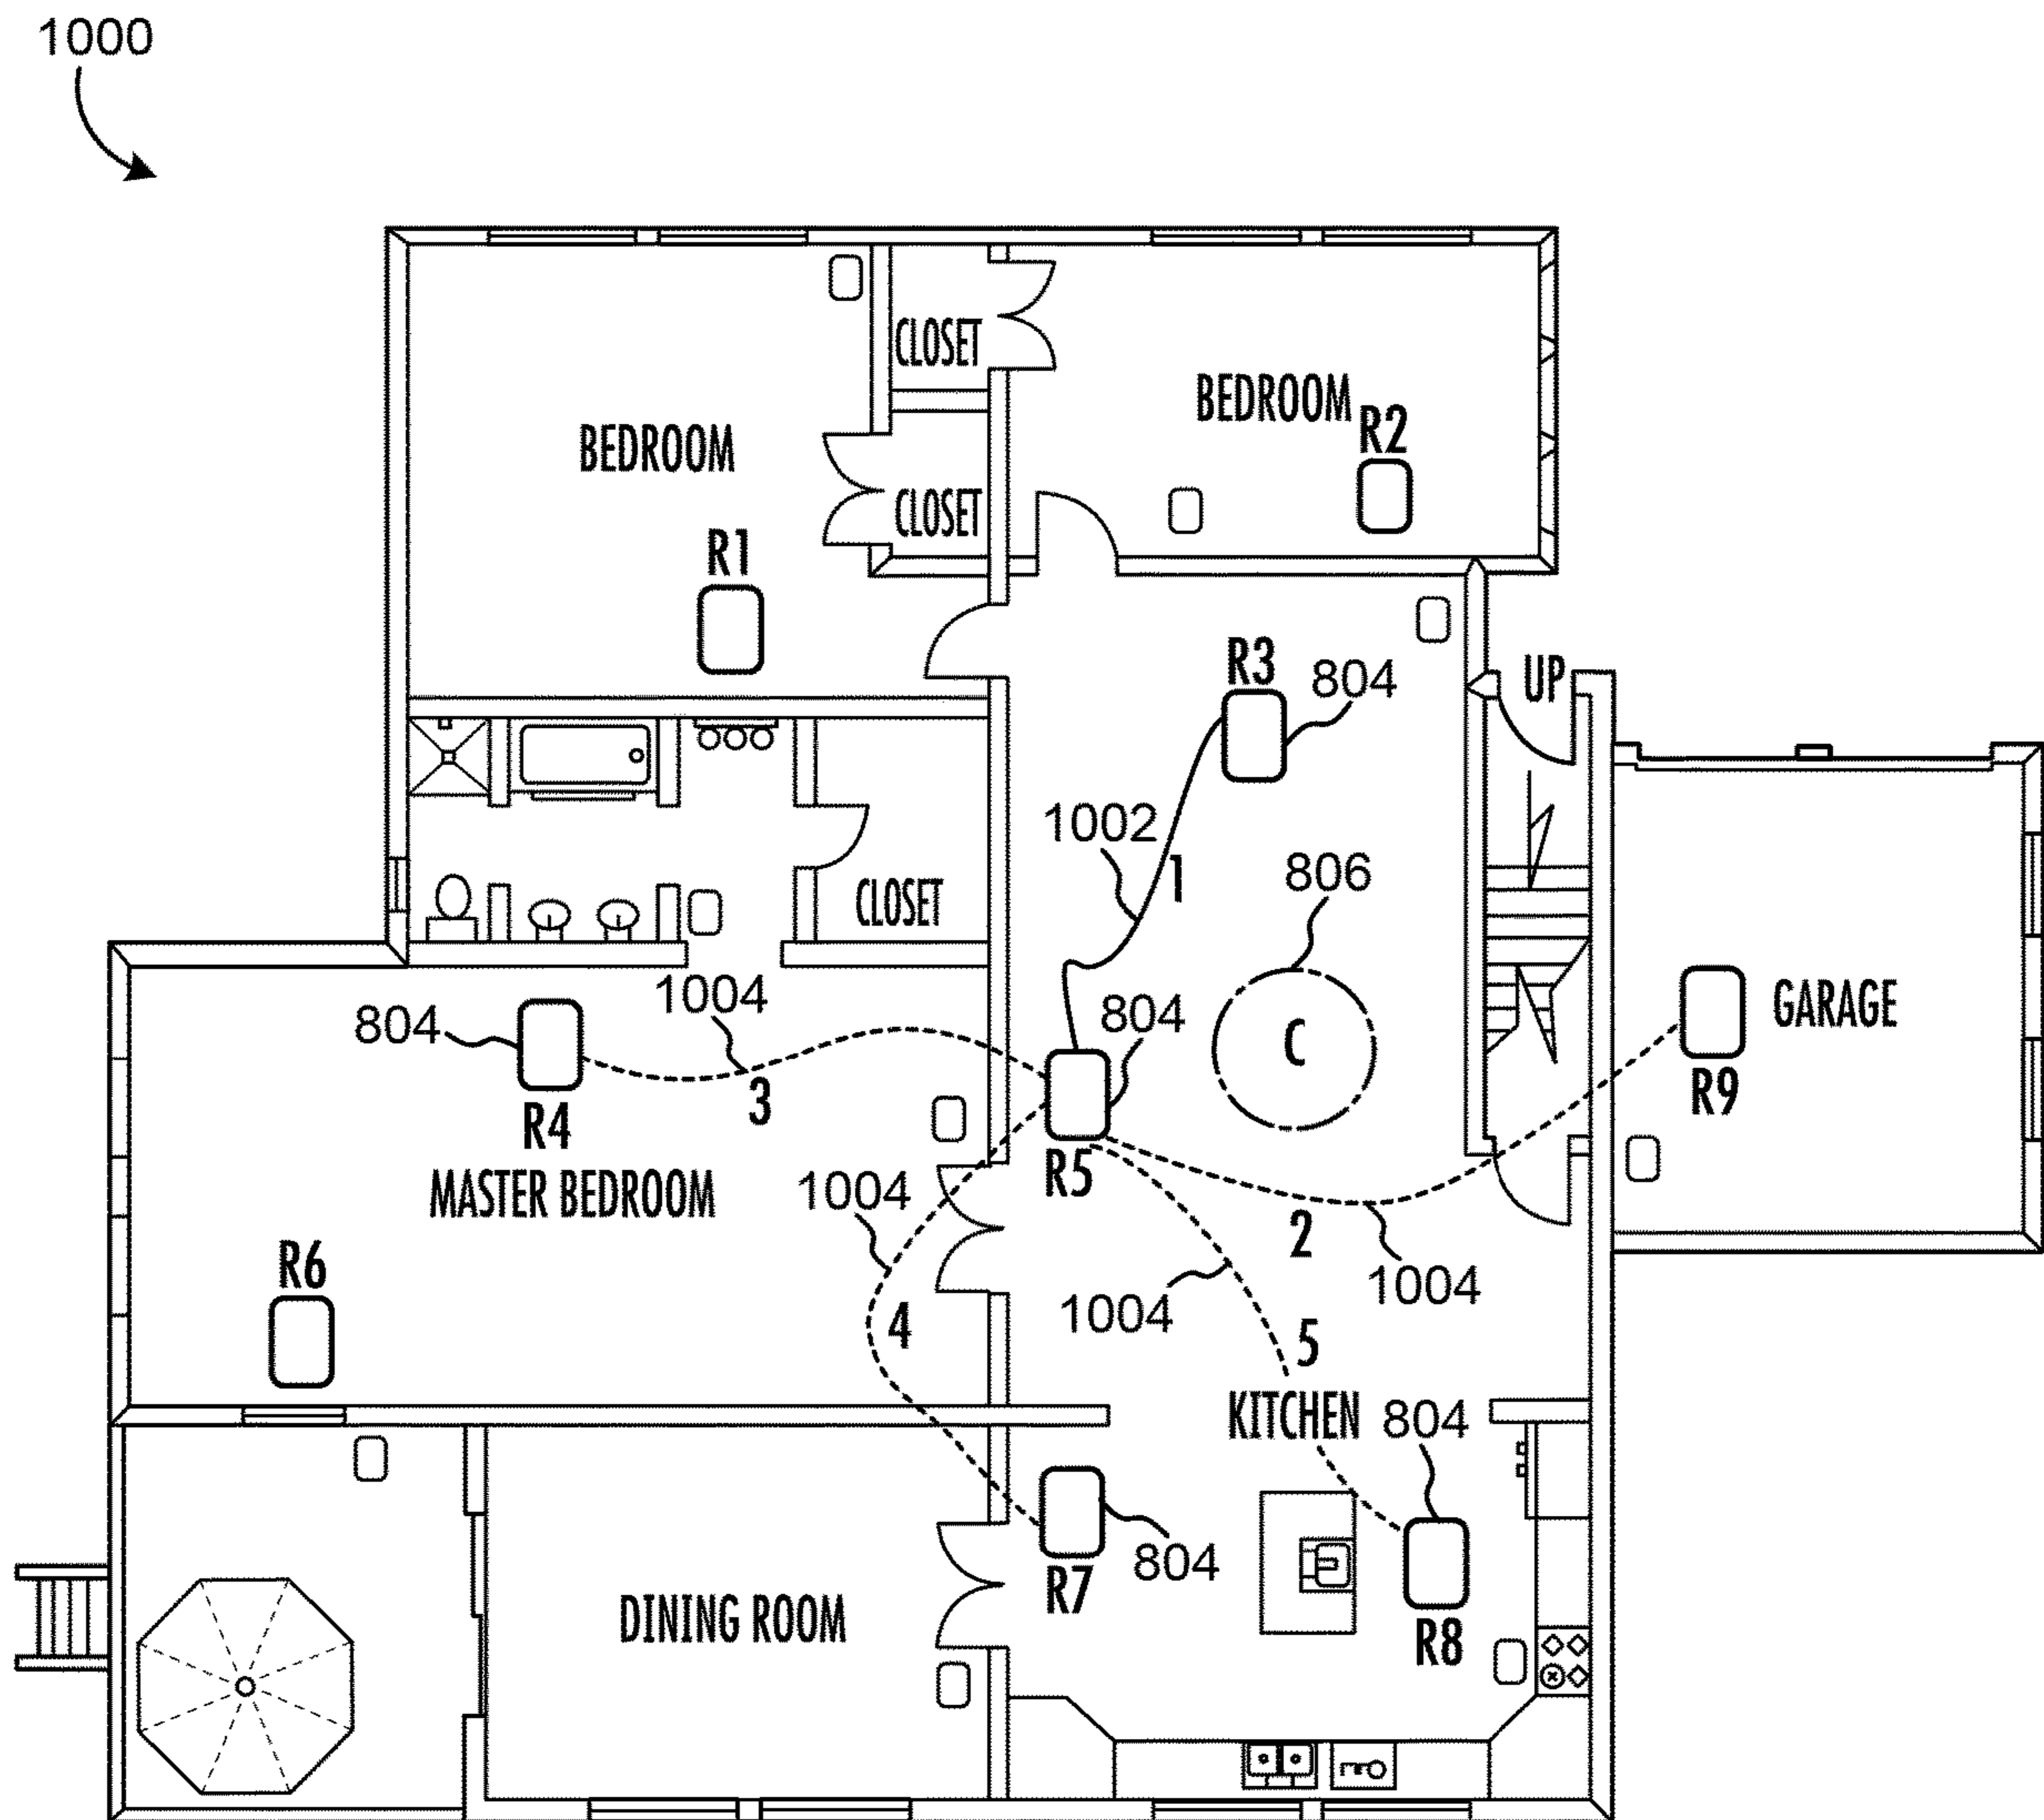 1000
CLOSET
BEDROOM
BEDROOM
R2
CLOSET
R1
R3
804
UP
1002
1
806
CLOSET
1004
804
804
C
GARAGE
3
R9
R4
R5
1004
MASTER BEDROOM
2
R6
1004
1004
4
5
KITCHEN
804
804
R7
R8
DINING ROOM